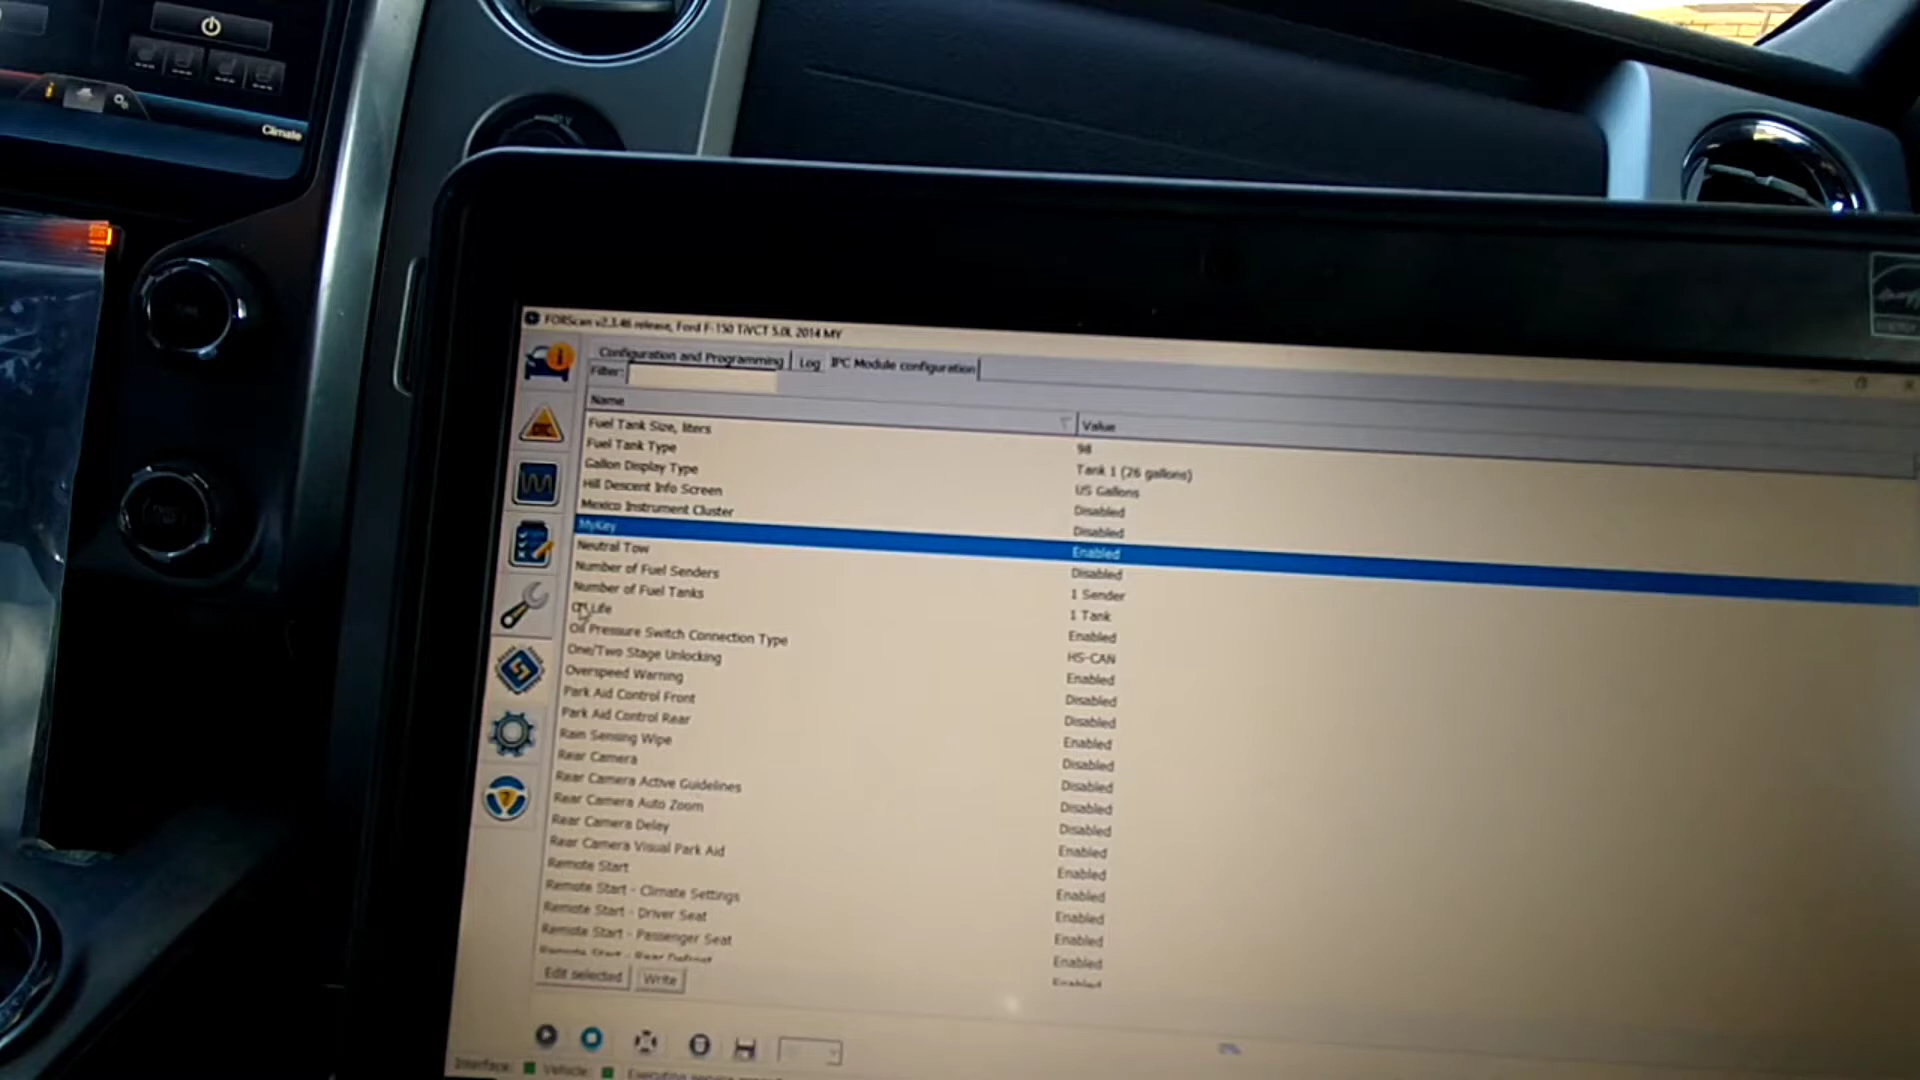 Climate
FORScan v2.3.46 release, Ford F-150 TiVCT 5.0L 2014 MY
Configuration and Programming Log IPC Module configuration
Filter:
Name Value
Fuel Tank Size, liters 98
Fuel Tank Type Tank 1 (26 gallons)
Gallon Display Type US Gallons
Hill Descent Info Screen Disabled
Mexico Instrument Cluster Disabled
MyKey Enabled
Neutral Tow Disabled
Number of Fuel Senders 1 Sender
Number of Fuel Tanks 1 Tank
Oil Life Enabled
Oil Pressure Switch Connection Type HS-CAN
One/Two Stage Unlocking Enabled
Overspeed Warning Disabled
Park Aid Control Front Disabled
Park Aid Control Rear Enabled
Rain Sensing Wipe Disabled
Rear Camera Disabled
Rear Camera Active Guidelines Disabled
Rear Camera Auto Zoom Disabled
Rear Camera Delay Enabled
Rear Camera Visual Park Aid Enabled
Remote Start Enabled
Remote Start - Climate Settings Enabled
Remote Start - Driver Seat Enabled
Remote Start - Passenger Seat Enabled
Remote Start - Rear Defrost Enabled
Edit selected Write
Interface: Vehicle: Executing service